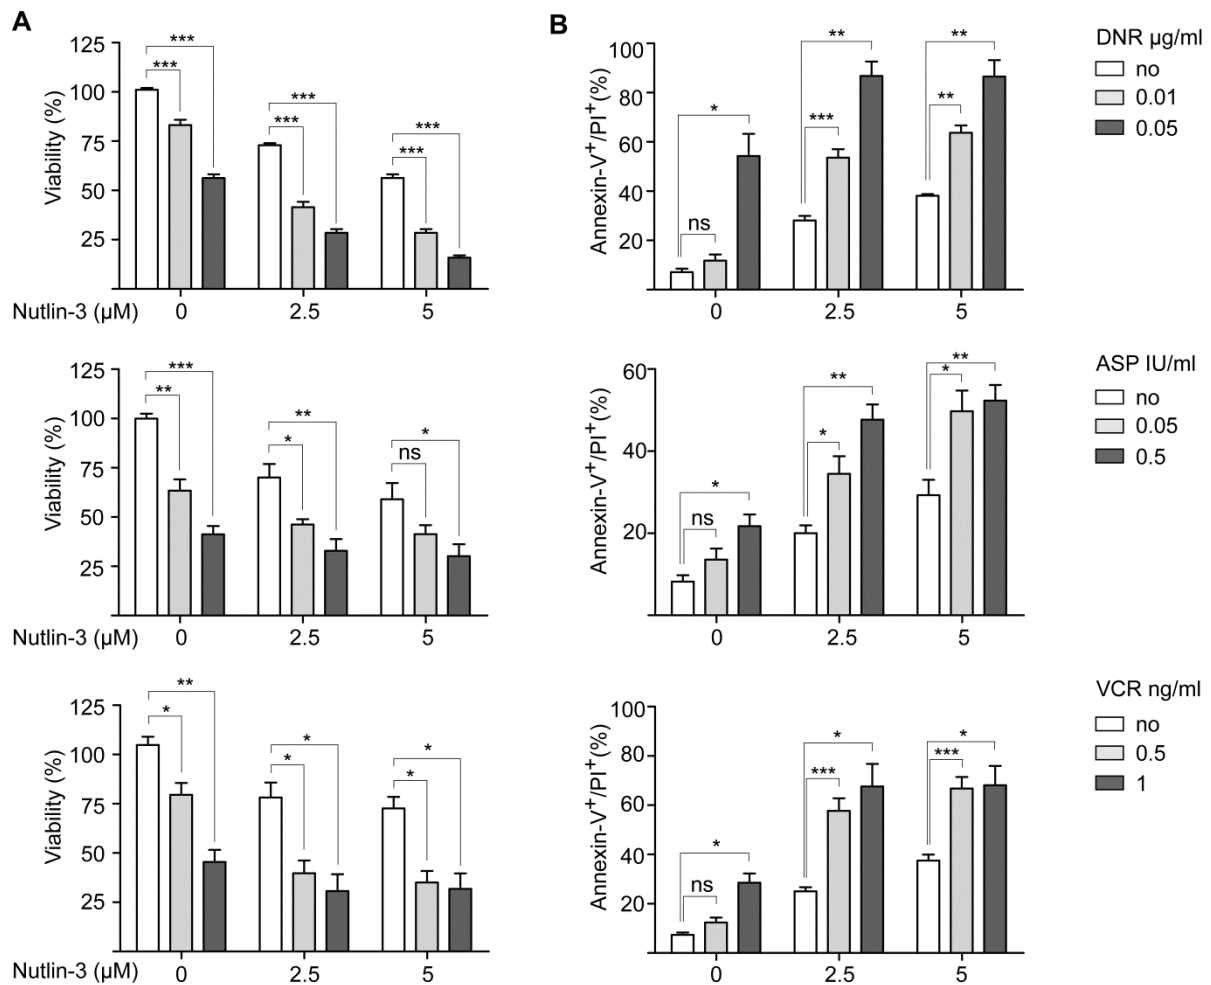 A
125
100
75
50
25
Viability (%)
***
***
***
***
***
***
Nutlin-3 (µM) 0 2.5 5
B
100
80
60
40
20
Annexin-V+/PI+(%)
ns
*
***
**
**
**
0 2.5 5
DNR µg/ml
no
0.01
0.05
125
100
75
50
25
Viability (%)
**
***
*
**
ns
*
Nutlin-3 (µM) 0 2.5 5
60
40
20
Annexin-V+/PI+(%)
ns
*
*
**
*
**
0 2.5 5
ASP IU/ml
no
0.05
0.5
125
100
75
50
25
Viability (%)
*
**
*
*
*
*
Nutlin-3 (µM) 0 2.5 5
100
80
60
40
20
Annexin-V+/PI+(%)
ns
*
***
*
***
*
0 2.5 5
VCR ng/ml
no
0.5
1